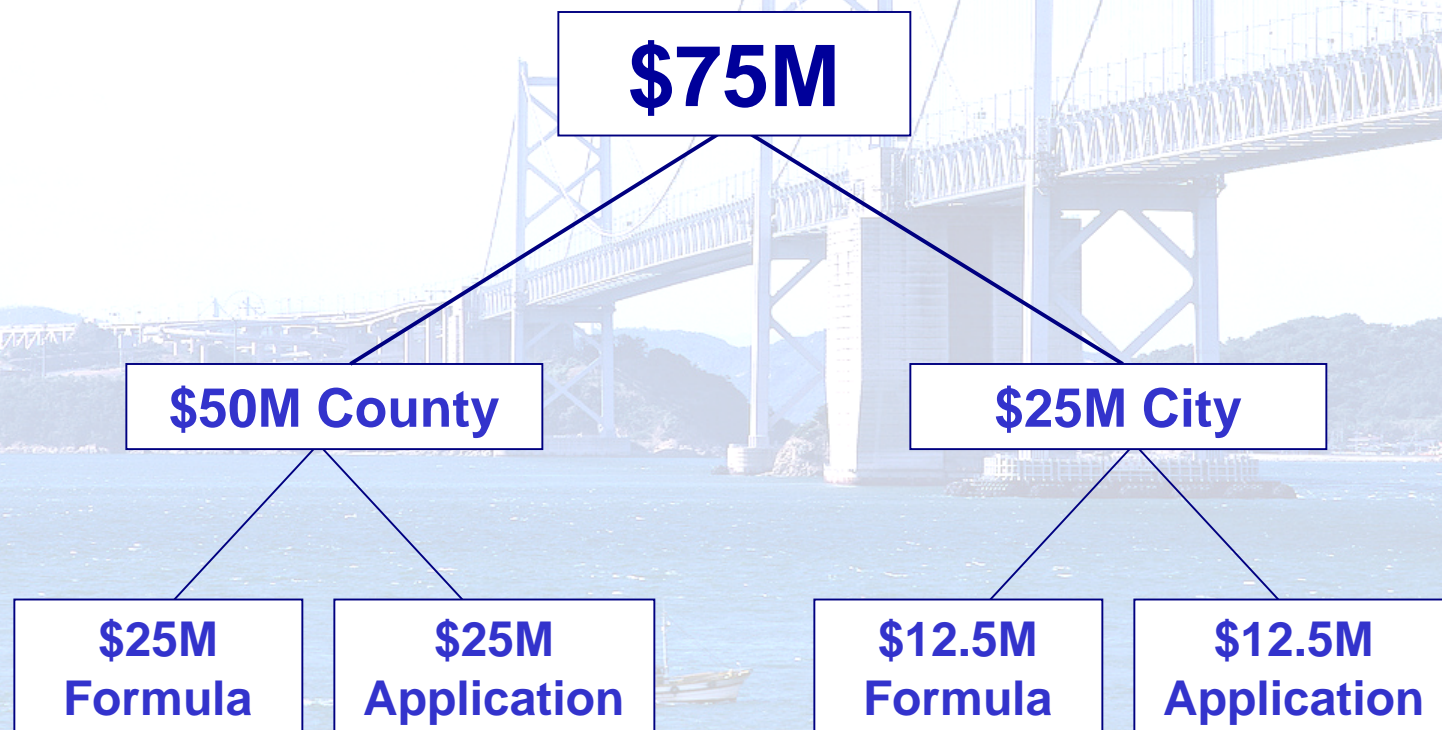 $75M
$50M County
$25M City
$25M
Formula
$25M
Application
$12.5M
Formula
$12.5M
Application